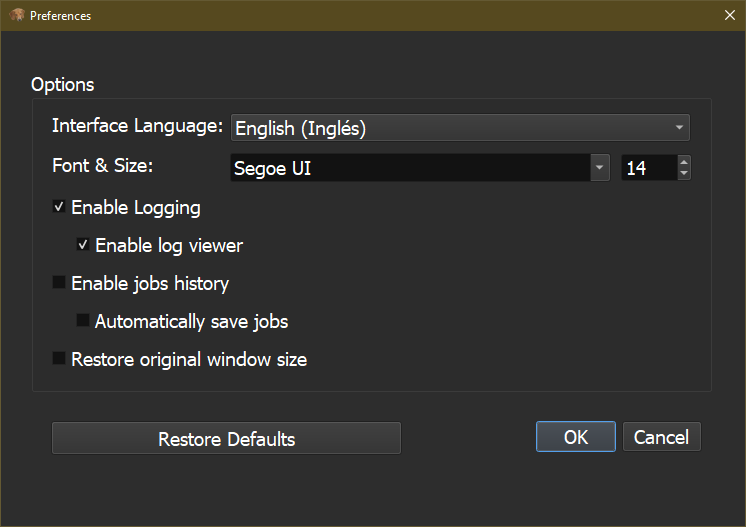 Preferences
Options
Interface Language: English (Inglés)
Font & Size: Segoe UI 14
Enable Logging
Enable log viewer
Enable jobs history
Automatically save jobs
Restore original window size
Restore Defaults OK Cancel